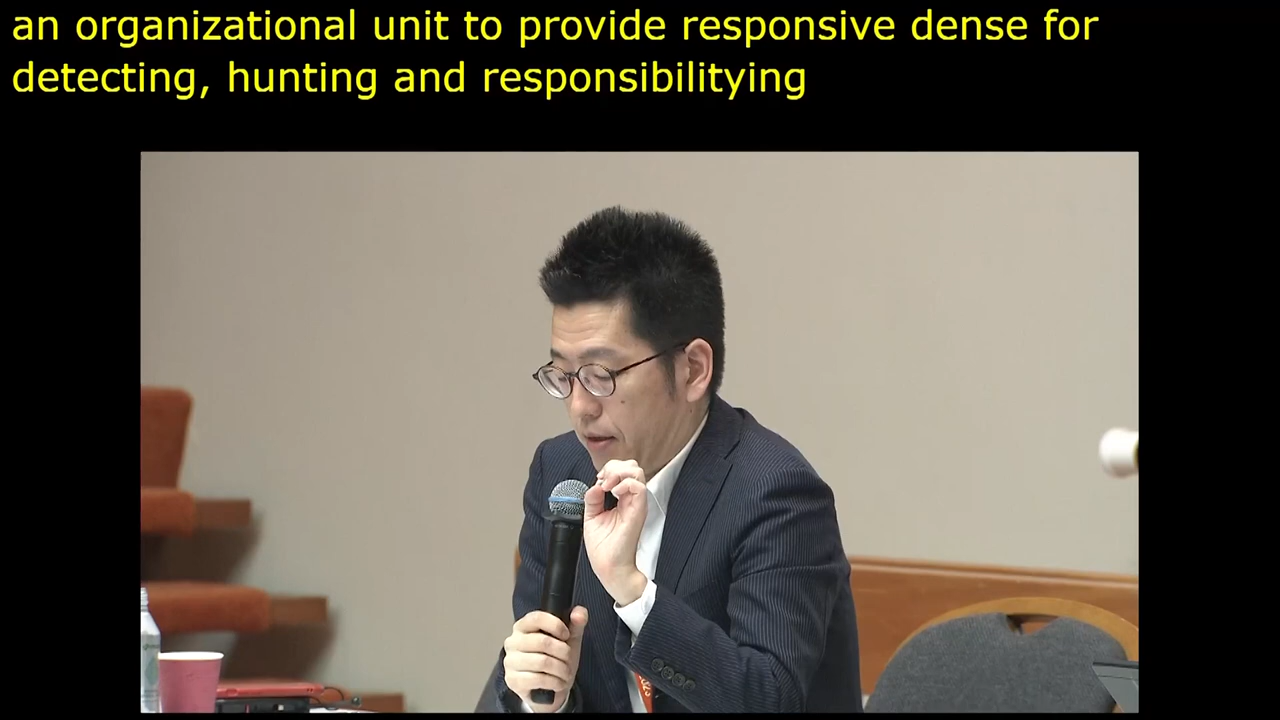 an organizational unit to provide responsive dense for
detecting, hunting and responsibilitying